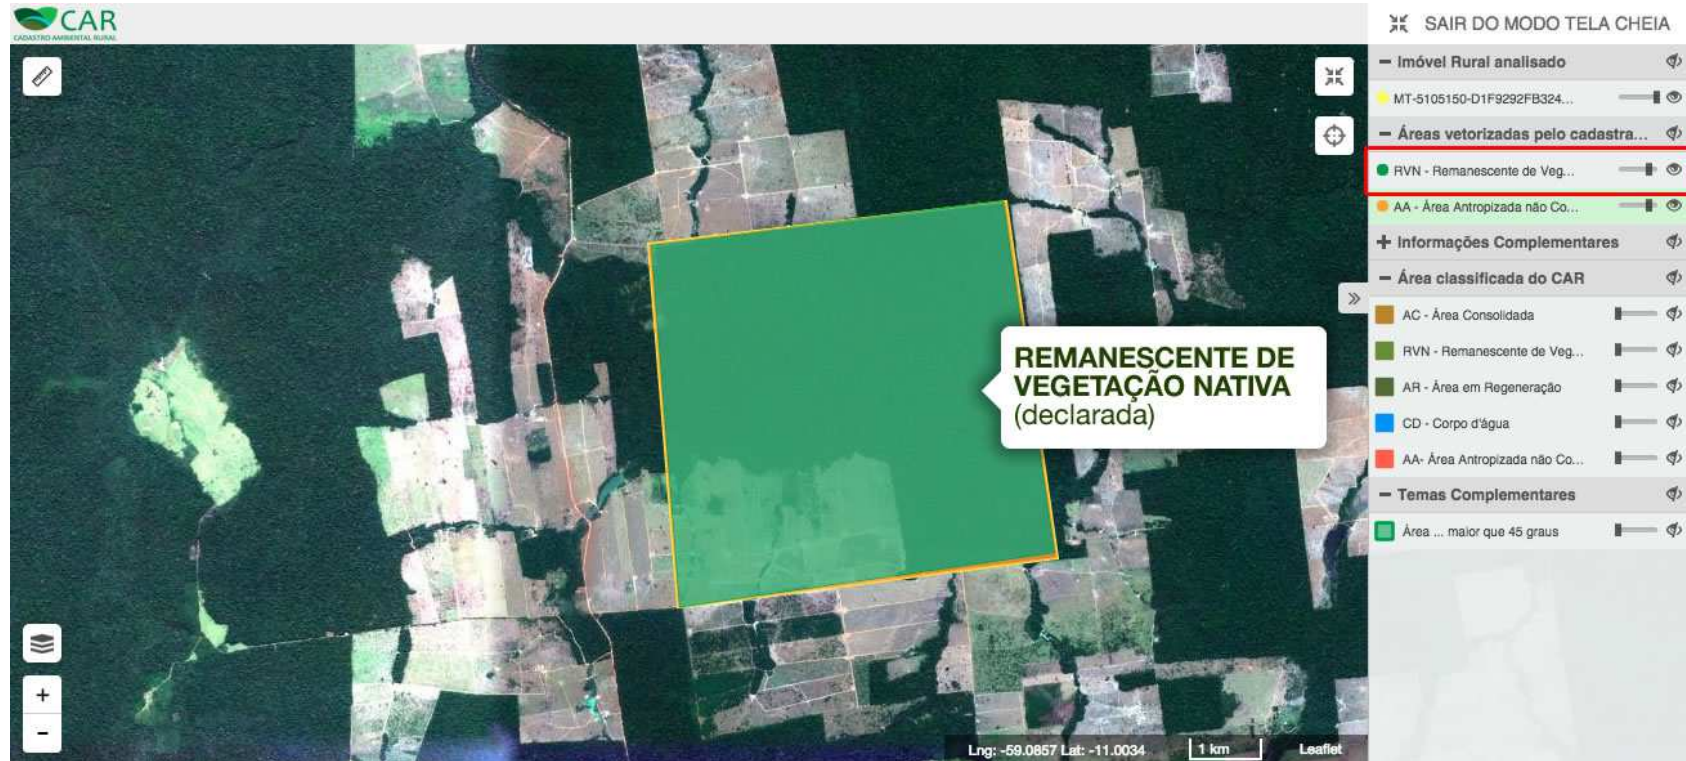 CAR
CADASTRO AMBIENTAL RURAL
SAIR DO MODO TELA CHEIA
Imóvel Rural analisado
MT-5105150-D1F9292FB324...
Áreas vetorizadas pelo cadastra...
RVN - Remanescente de Veg...
AA - Área Antropizada não Co...
Informações Complementares
Área classificada do CAR
AC - Área Consolidada
RVN - Remanescente de Veg...
AR - Área em Regeneração
CD - Corpo d'água
AA- Área Antropizada não Co...
Temas Complementares
Área ... maior que 45 graus
REMANESCENTE DE
VEGETAÇÃO NATIVA
(declarada)
+
-
Lng: -59.0857 Lat: -11.0034
1 km
Leaflet